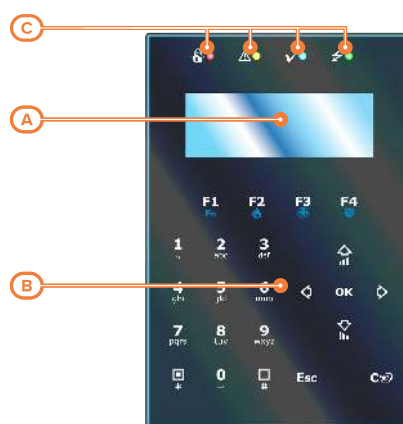 C
A
F1 F2 F3 F4
Fn
1 2 3
abc def
B
4 5 6
ghi jkl mno OK
7 8 9
pqrs tuv wxyz
0
* #
Esc C